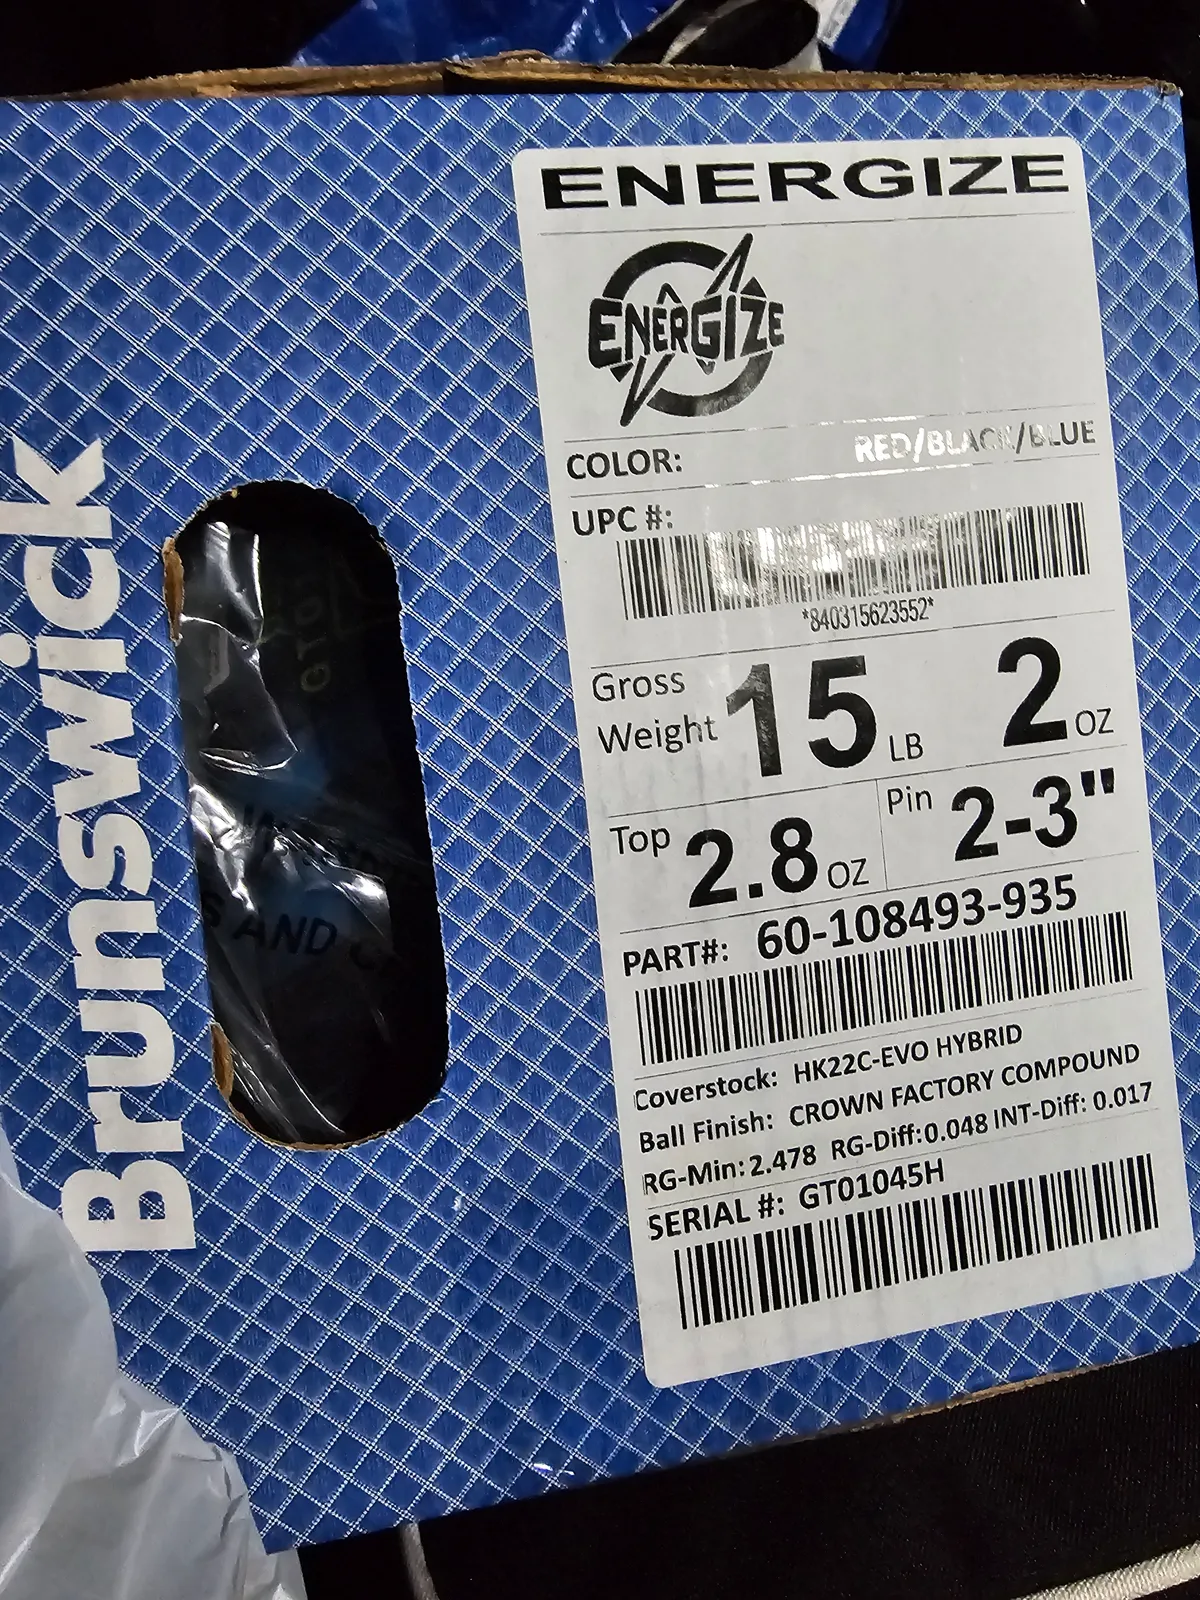 Brunswick
GTO1
S AND C
ENERGIZE
ENERGIZE
COLOR: RED/BLACK/BLUE
UPC #:
*840315623552*
Gross Weight 15 LB 2 OZ
Top 2.8 OZ Pin 2-3"
PART#: 60-108493-935
Coverstock: HK22C-EVO HYBRID
Ball Finish: CROWN FACTORY COMPOUND
RG-Min: 2.478 RG-Diff: 0.048 INT-Diff: 0.017
SERIAL #: GT01045H